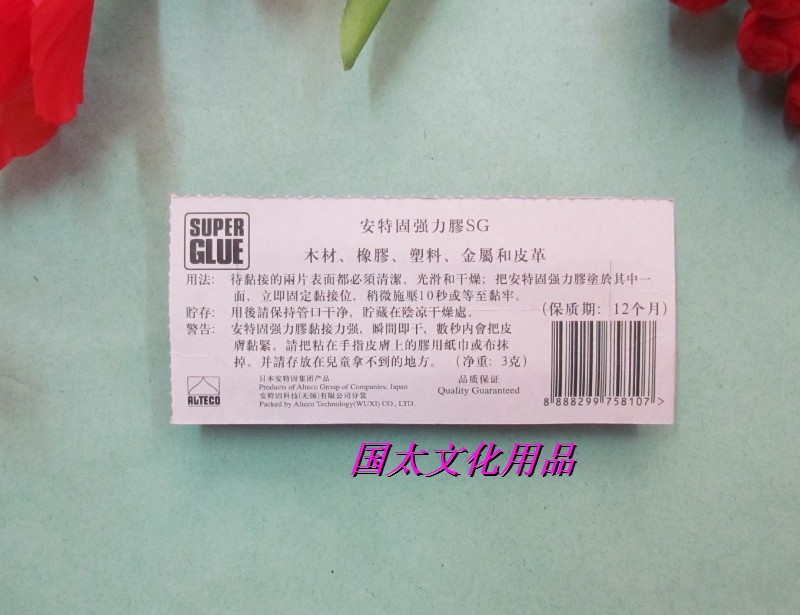 SUPER
GLUE
安特固强力膠SG
木材、橡膠、塑料、金屬和皮革
用法: 待黏接的兩片表面都必須清潔、光滑和干燥; 把安特固强力膠塗於其中一
面, 立即固定黏接位, 稍微施壓10秒或等至黏牢。
貯存: 用後請保持管口干净, 貯藏在陰凉干燥處。
(保质期: 12个月)
警告: 安特固强力膠黏接力强, 瞬間即干, 數秒内會把皮
膚黏緊。請把粘在手指皮膚上的膠用紙巾或布抹
掉。并請存放在兒童拿不到的地方。 (净重: 3克)
ALTECO
日本安特固集团产品
Products of Alteco Group of Companies, Japan
安特固科技(无锡)有限公司分装
Packed by Alteco Technology(WUXI) CO., LTD.
品质保证
Quality Guaranteed
8 888299 758107 >
国太文化用品